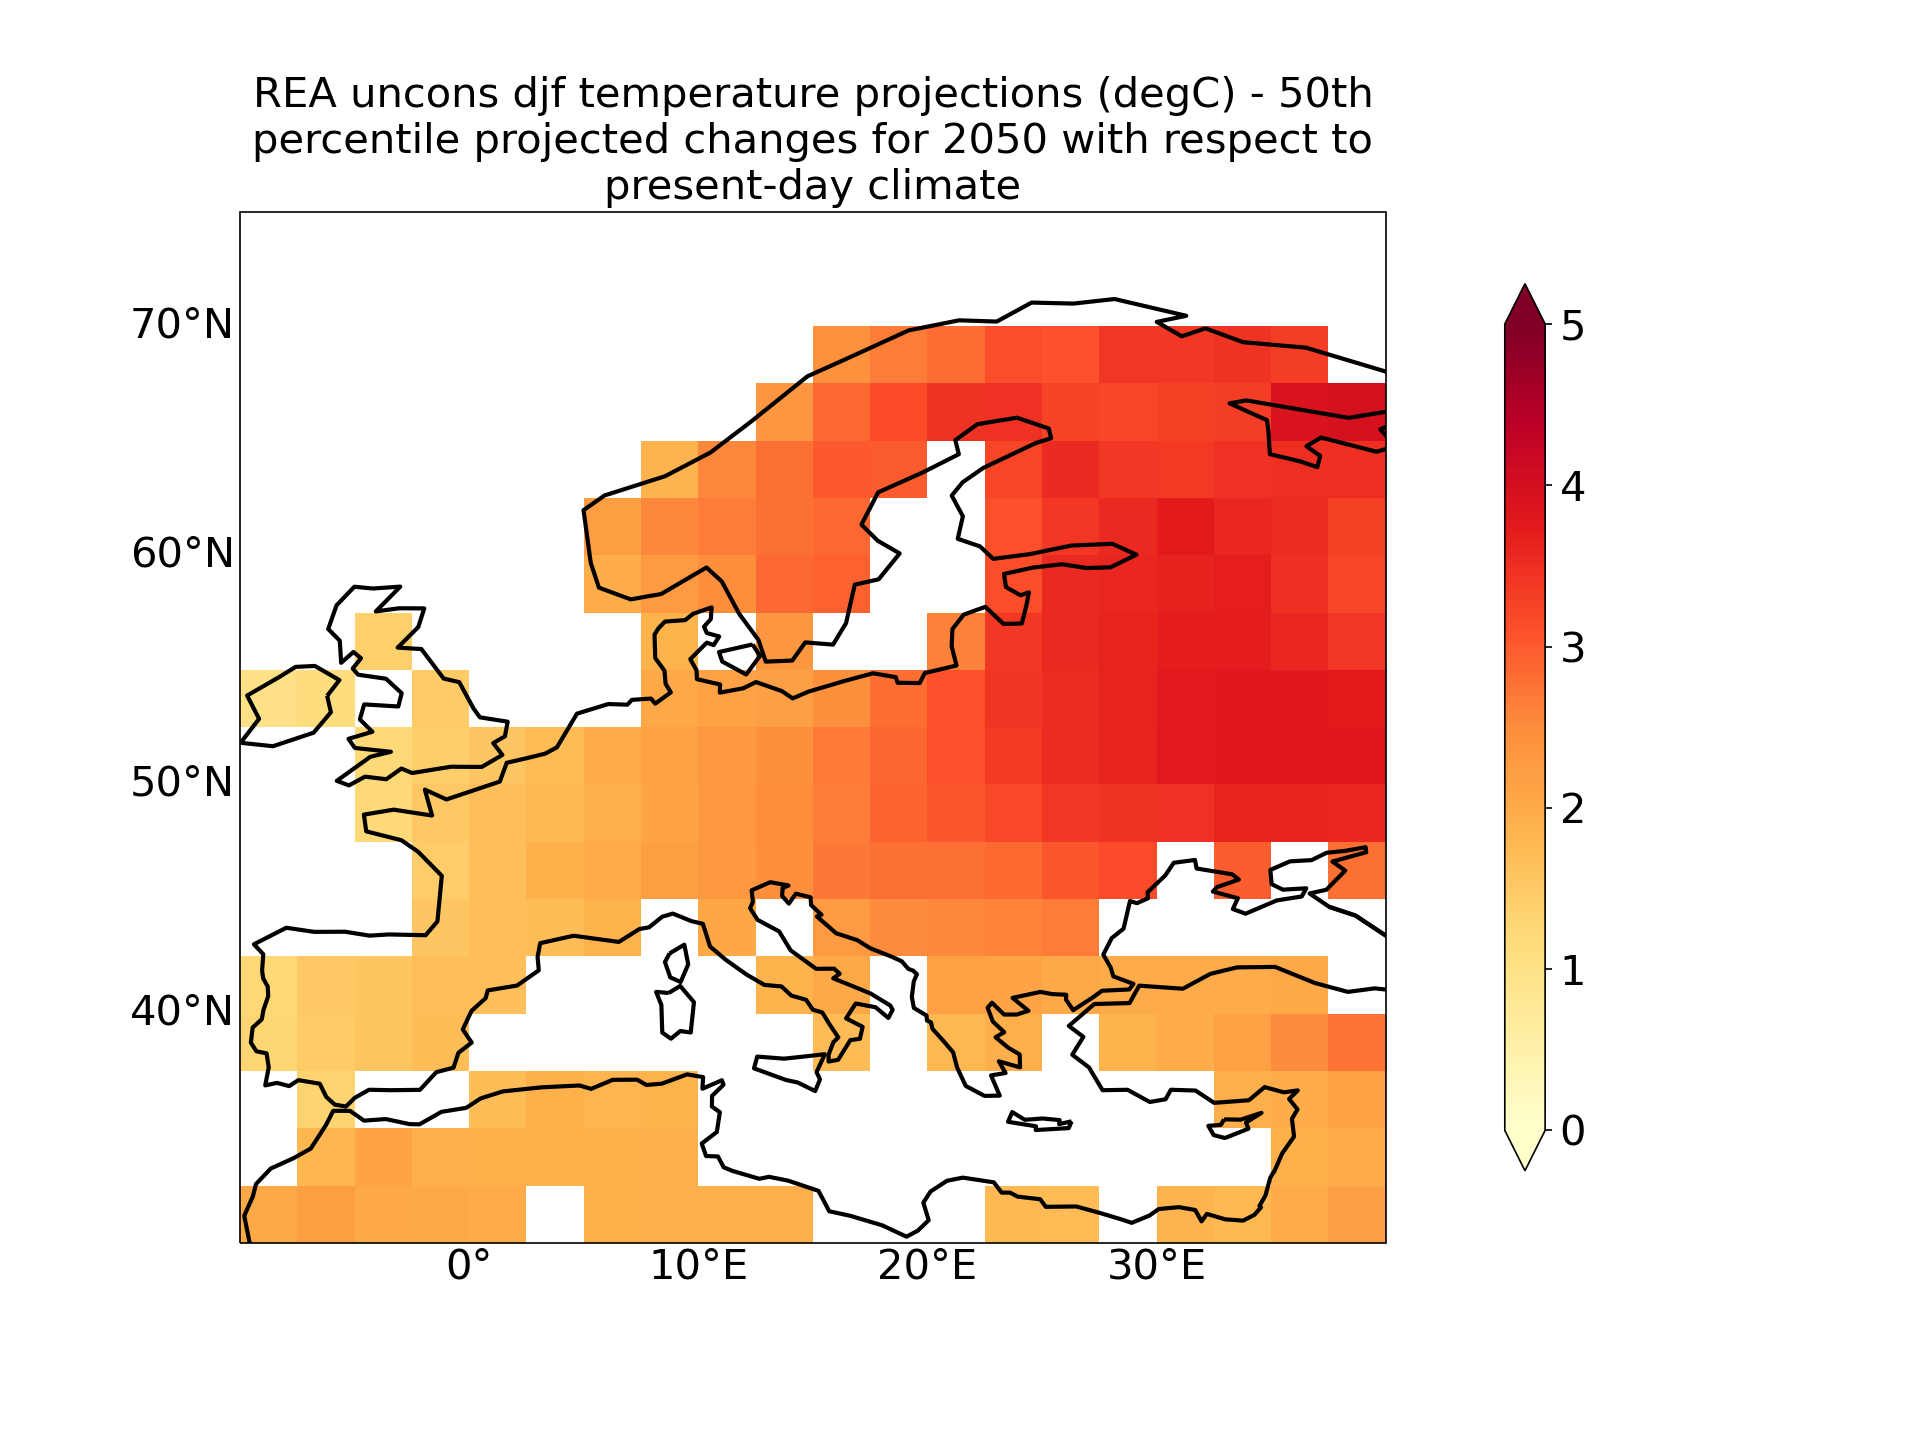 REA uncons djf temperature projections (degC) - 50th
percentile projected changes for 2050 with respect to
present-day climate
70°N
60°N
50°N
40°N
0°
10°E
20°E
30°E
5
4
3
2
1
0